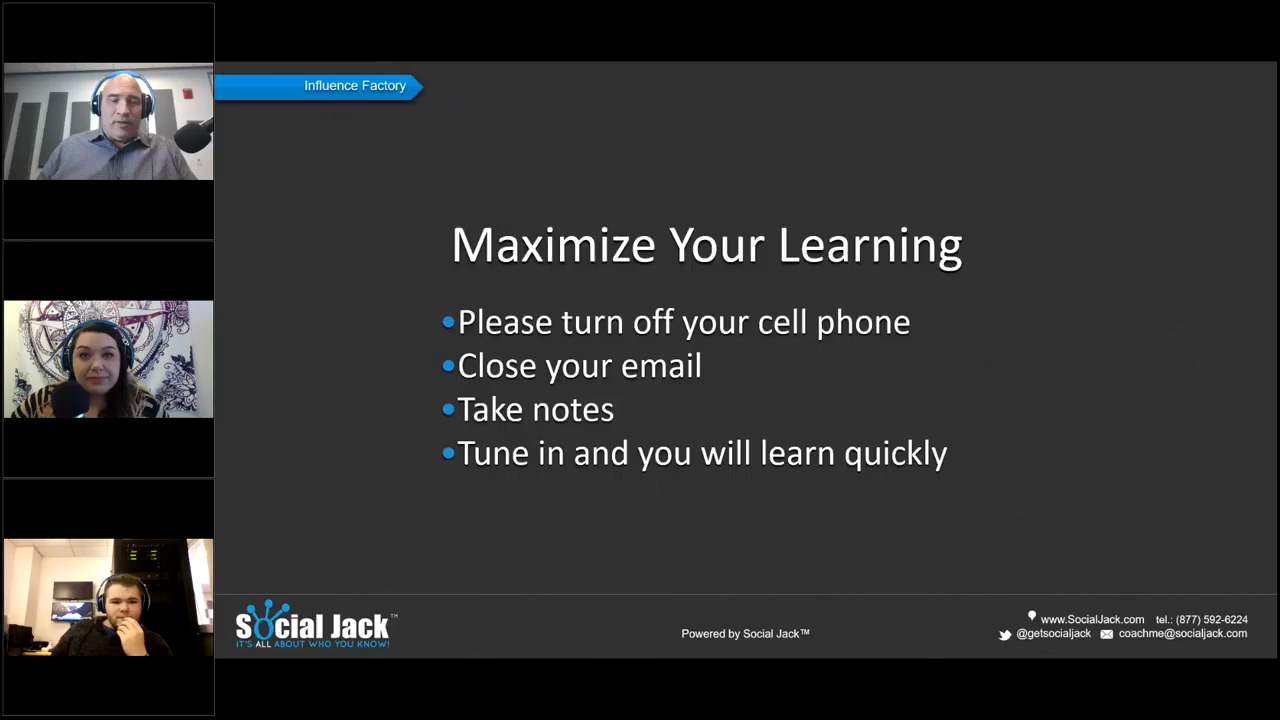 Influence Factory
Maximize Your Learning
•Please turn off your cell phone
•Close your email
•Take notes
•Tune in and you will learn quickly
Social Jack™
IT'S ALL ABOUT WHO YOU KNOW!
Powered by Social Jack™
www.SocialJack.com tel.: (877) 592-6224
@getsocialjack coachme@socialjack.com